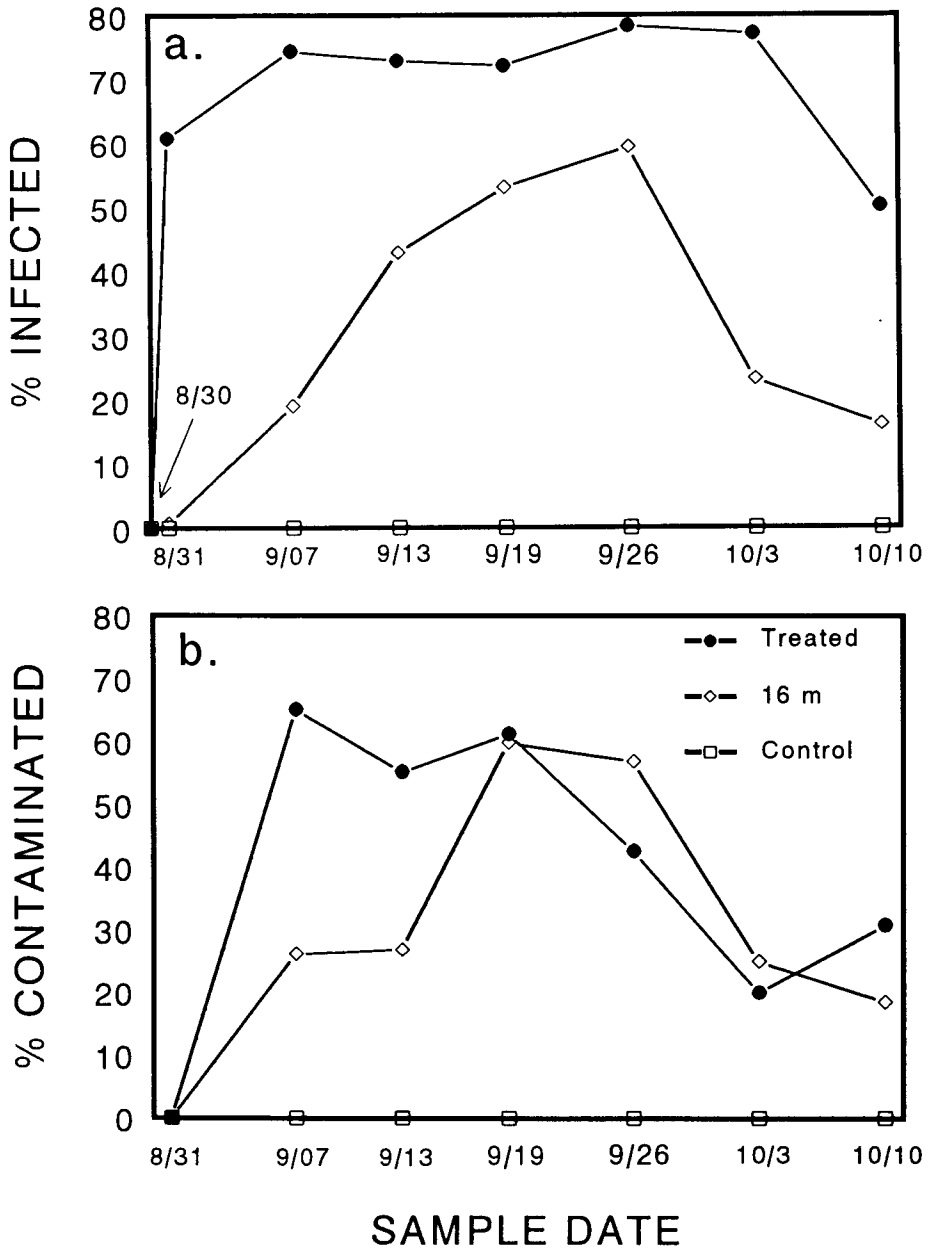 a.
80
70
60
50
40
30
20
10
0
% INFECTED
8/30
8/31 9/07 9/13 9/19 9/26 10/3 10/10
b.
80
70
60
50
40
30
20
10
0
% CONTAMINATED
Treated
16 m
Control
8/31 9/07 9/13 9/19 9/26 10/3 10/10
SAMPLE DATE